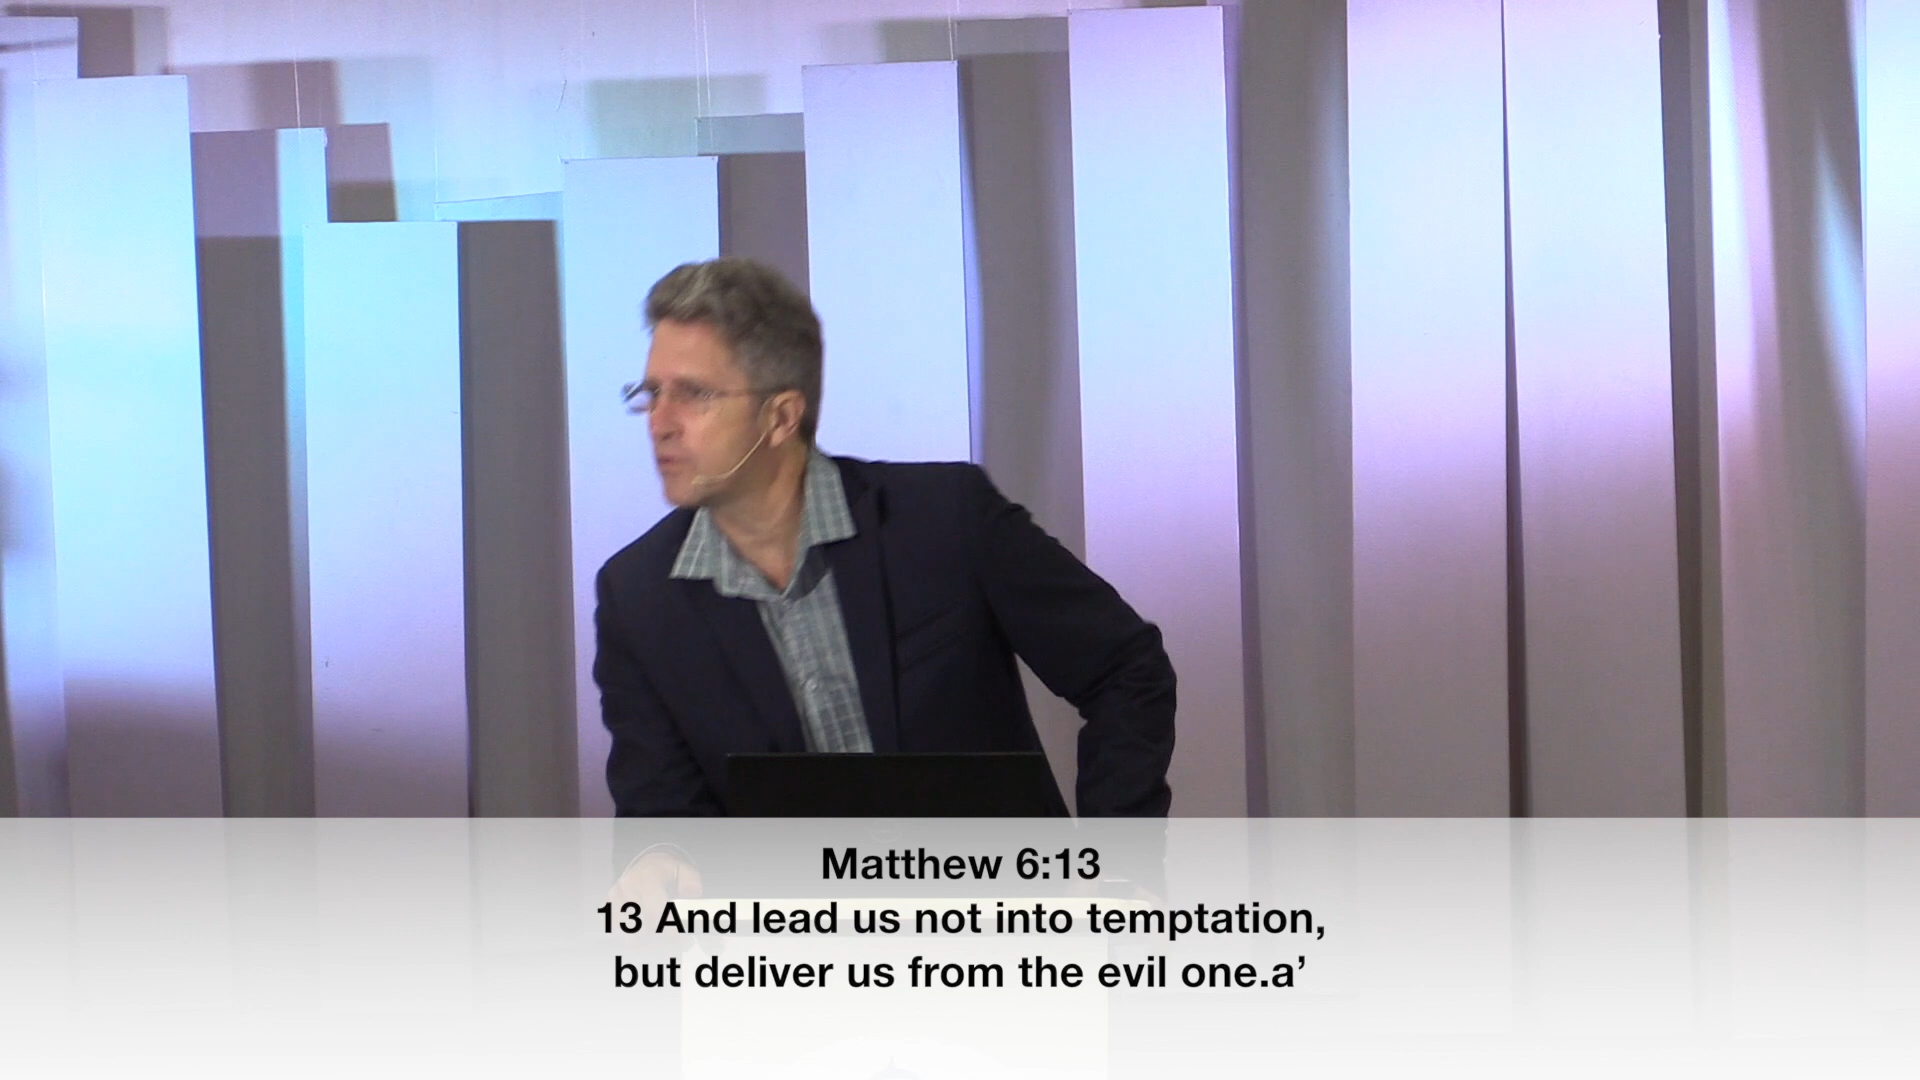 Matthew 6:13
13 And lead us not into temptation,
but deliver us from the evil one.a’